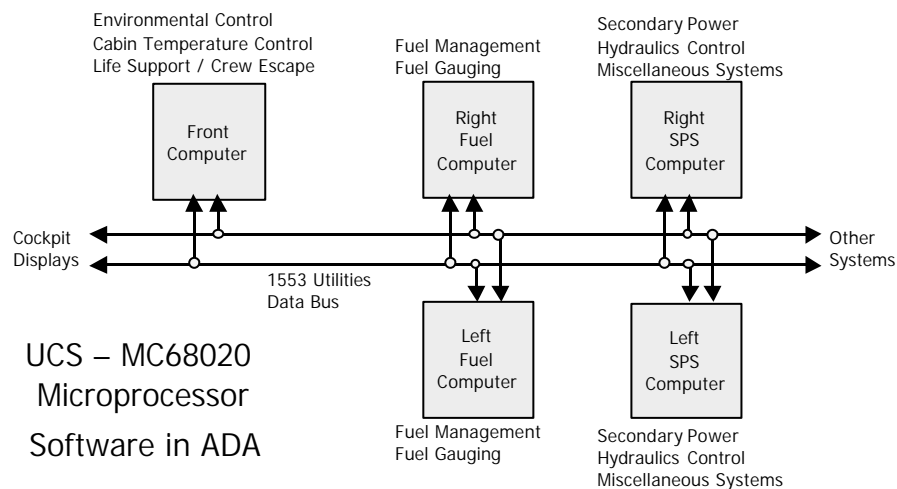 Environmental Control
Cabin Temperature Control
Life Support / Crew Escape
Fuel Management
Fuel Gauging
Secondary Power
Hydraulics Control
Miscellaneous Systems
Front
Computer
Right
Fuel
Computer
Right
SPS
Computer
Cockpit
Displays
Other
Systems
1553 Utilities
Data Bus
Left
Fuel
Computer
Left
SPS
Computer
UCS – MC68020
Microprocessor
Software in ADA
Fuel Management
Fuel Gauging
Secondary Power
Hydraulics Control
Miscellaneous Systems